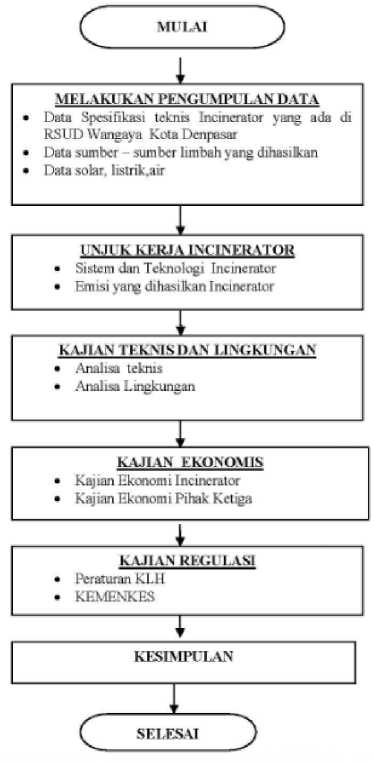 MULAI
MELAKUKAN PENGUMPULAN DATA
• Data Spesifikasi teknis Incinerator yang ada di
RSUD Wangaya Kota Denpasar
• Data sumber – sumber limbah yang dihasilkan
• Data solar, listrik,air
UNJUK KERJA INCINERATOR
• Sistem dan Teknologi Incinerator
• Emisi yang dihasilkan Incinerator
KAJIAN TEKNIS DAN LINGKUNGAN
• Analisa teknis
• Analisa Lingkungan
KAJIAN EKONOMIS
• Kajian Ekonomi Incinerator
• Kajian Ekonomi Pihak Ketiga
KAJIAN REGULASI
• Peraturan KLH
• KEMENKES
KESIMPULAN
SELESAI